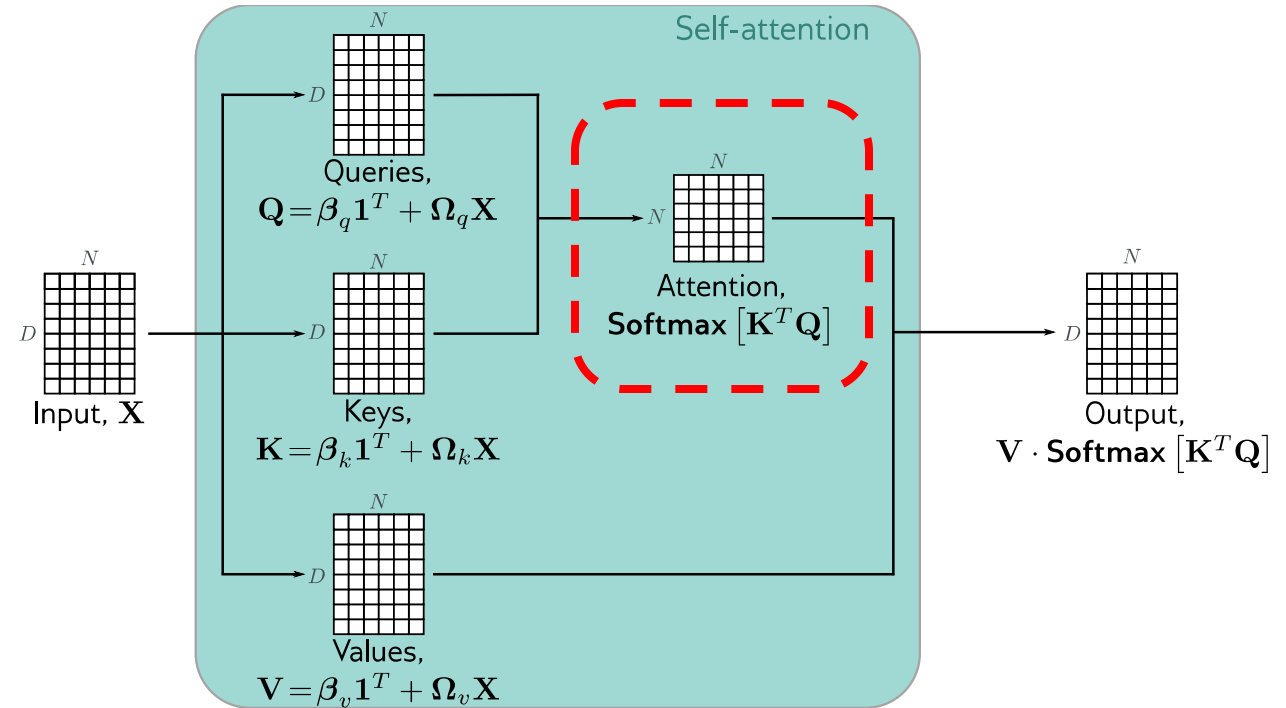 Self-attention
N
D
Queries,
Q=β_q1^T + Ω_qX
N
D
Input, X
N
D
Keys,
K=β_k1^T + Ω_kX
N
D
Values,
V=β_v1^T + Ω_vX
N
N
Attention,
Softmax [K^TQ]
N
D
Output,
V · Softmax [K^TQ]